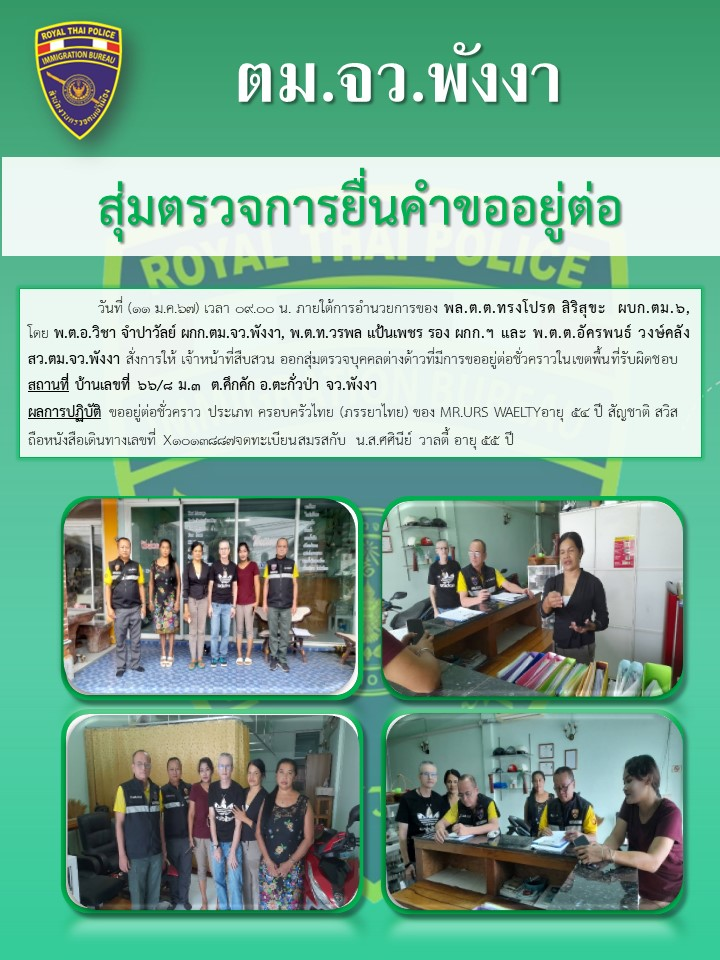 ROYAL THAI POLICE
IMMIGRATION BUREAU
สำนักงานตรวจคนเข้าเมือง
ตม.จว.พังงา
สุ่มตรวจการยื่นคำขออยู่ต่อ
วันที่ (๑๑ ม.ค.๖๗) เวลา ๐๙.๐๐ น. ภายใต้การอำนวยการของ พล.ต.ต.ทรงโปรด สิริสุขะ ผบก.ตม.๖,
โดย พ.ต.อ.วิชา จำปาวัลย์ ผกก.ตม.จว.พังงา, พ.ต.ท.วรพล แป้นเพชร รอง ผกก.ฯ และ พ.ต.ต.อัครพนธ์ วงษ์คลัง
สว.ตม.จว.พังงา สั่งการให้ เจ้าหน้าที่สืบสวน ออกสุ่มตรวจบุคคลต่างด้าวที่มีการขออยู่ต่อชั่วคราวในเขตพื้นที่รับผิดชอบ
สถานที่ บ้านเลขที่ ๖๖/๘ ม.๓ ต.คึกคัก อ.ตะกั่วป่า จว.พังงา
ผลการปฏิบัติ ขออยู่ต่อชั่วคราว ประเภท ครอบครัวไทย (ภรรยาไทย) ของ MR.URS WAELTYอายุ ๕๔ ปี สัญชาติ สวิส
ถือหนังสือเดินทางเลขที่ X๑๐๑๓๘๘๗จดทะเบียนสมรสกับ น.ส.ศศินีย์ วาลตี้ อายุ ๕๕ ปี
ROYAL THAI POLICE
adidas